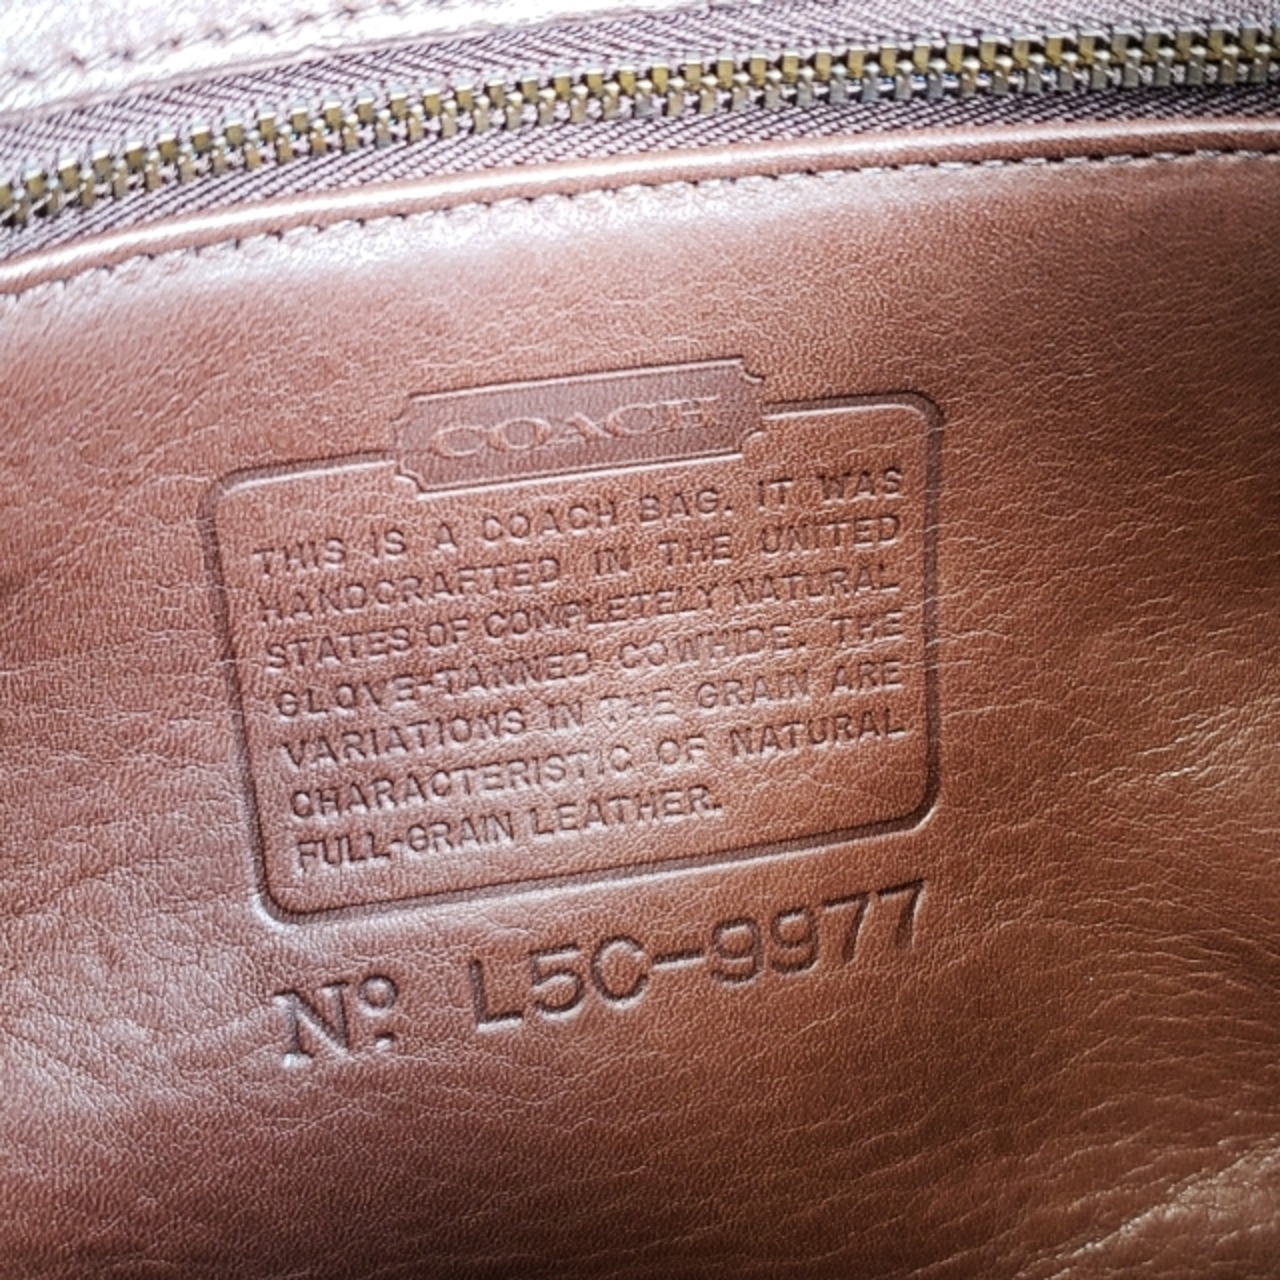 COACH
THIS IS A COACH BAG. IT WAS
HANDCRAFTED IN THE UNITED
STATES OF COMPLETELY NATURAL
GLOVE-TANNED COWHIDE. THE
VARIATIONS IN THE GRAIN ARE
CHARACTERISTIC OF NATURAL
FULL-GRAIN LEATHER.
Nº L5C-9977